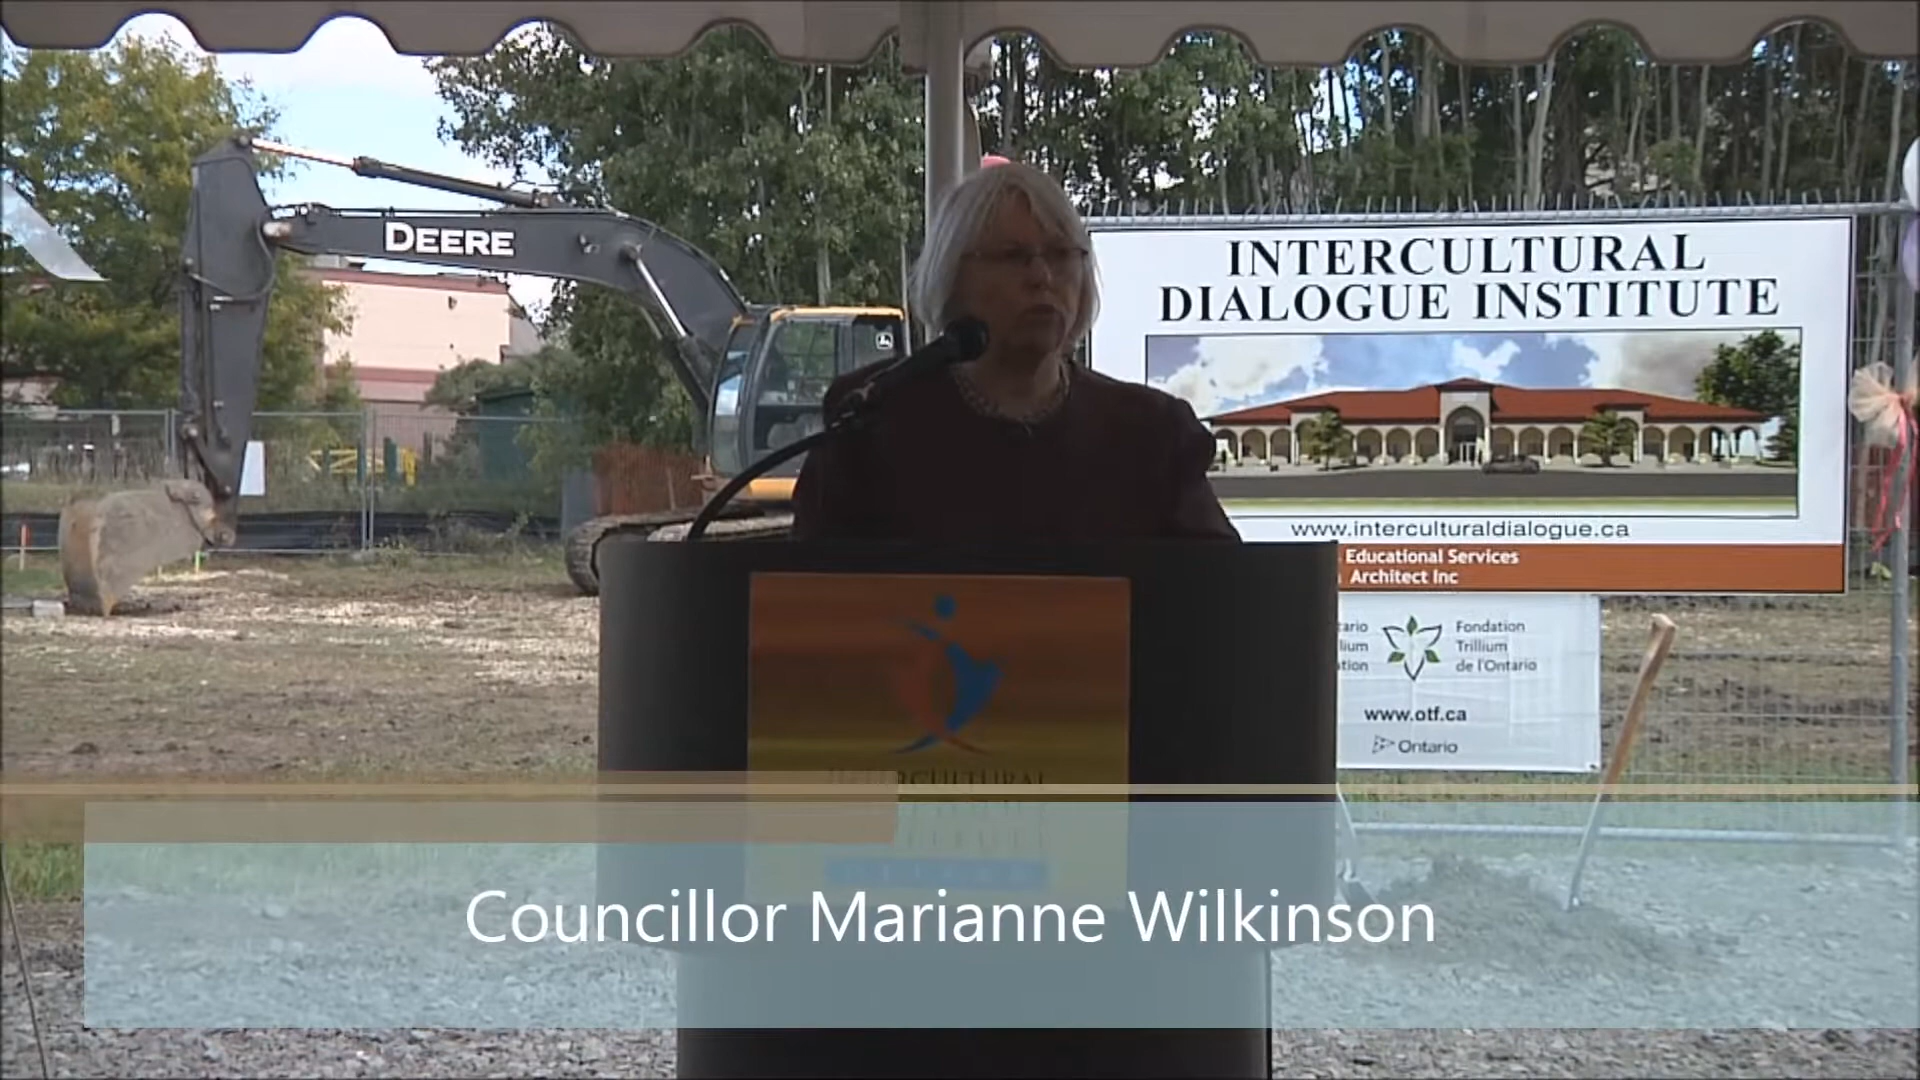 DEERE
INTERCULTURAL
DIALOGUE INSTITUTE
www.interculturaldialogue.ca
Educational Services
Architect Inc
Fondation
Trillium
de l'Ontario
www.otf.ca
Ontario
INTERCULTURAL
Councillor Marianne Wilkinson